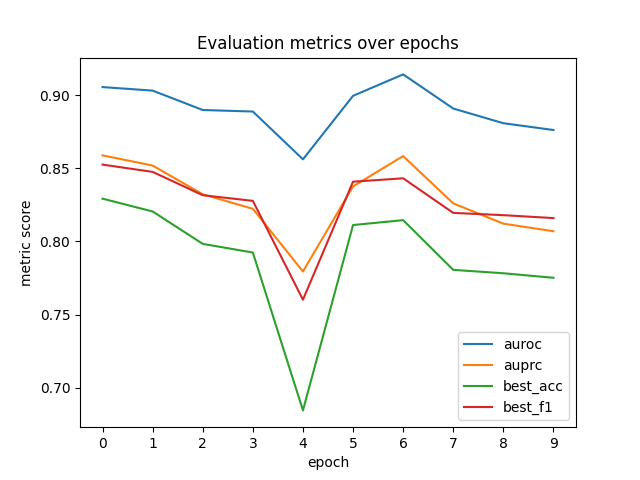 Evaluation metrics over epochs
metric score
0.90
0.85
0.80
0.75
0.70
auroc
auprc
best_acc
best_f1
0 1 2 3 4 5 6 7 8 9
epoch